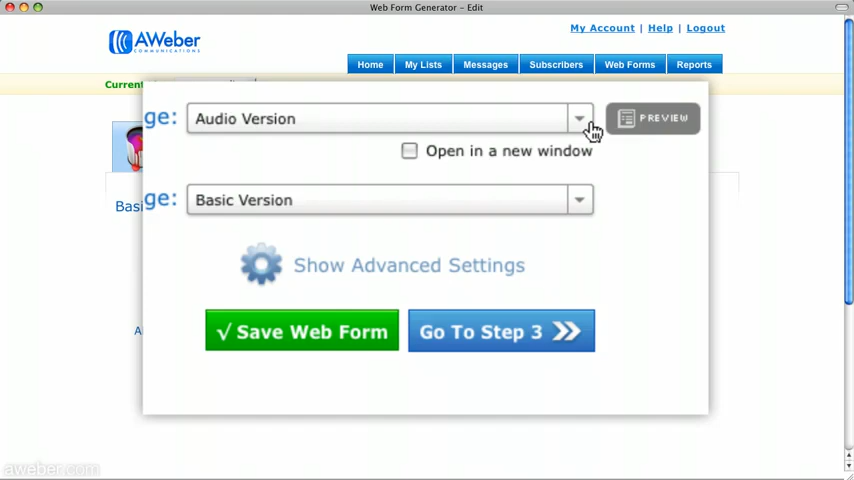 Web Form Generator – Edit
My Account | Help | Logout
AWeber
COMMUNICATIONS
Home My Lists Messages Subscribers Web Forms Reports
Current
ge: Audio Version PREVIEW
Open in a new window
Basi
ge: Basic Version
Show Advanced Settings
√ Save Web Form Go To Step 3
aweber.com